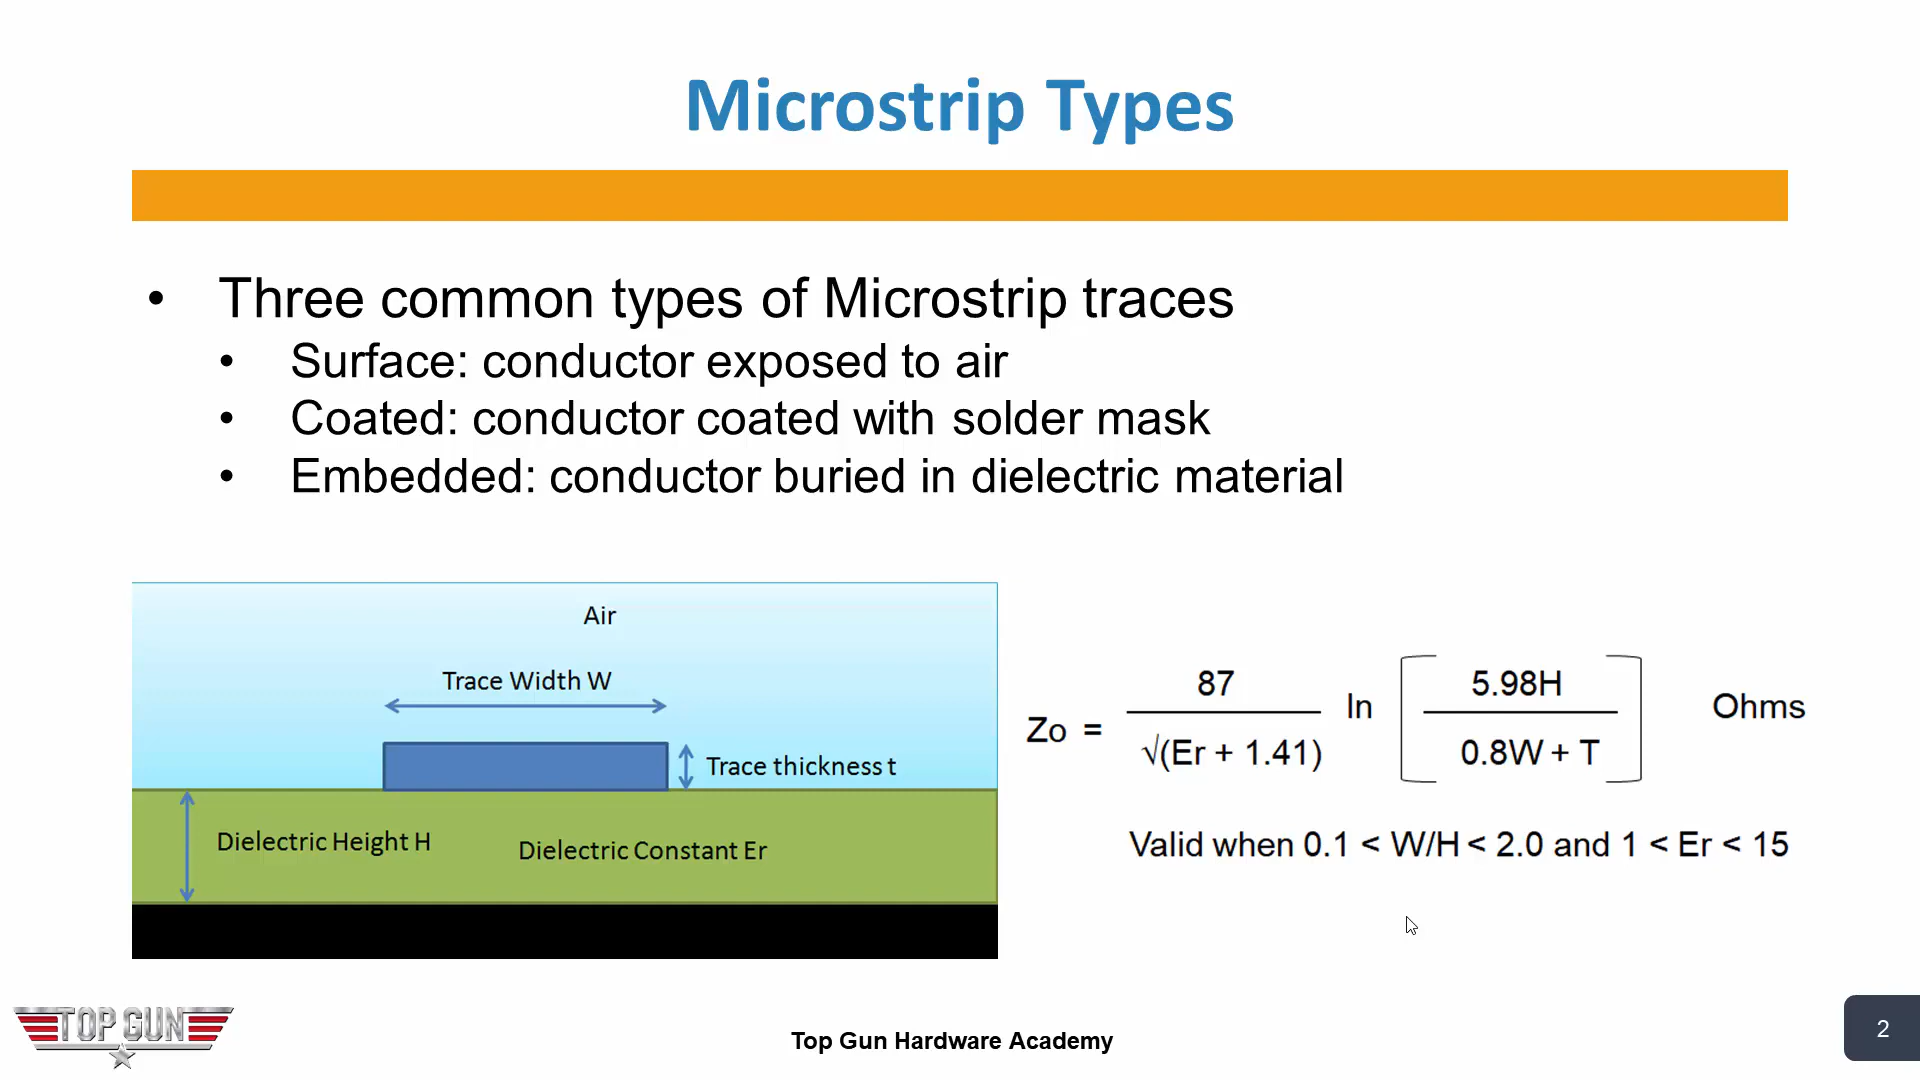 Microstrip Types
• Three common types of Microstrip traces
• Surface: conductor exposed to air
• Coated: conductor coated with solder mask
• Embedded: conductor buried in dielectric material
Air
Trace Width W
Trace thickness t
Dielectric Height H
Dielectric Constant Er
Zo = 87 / √(Er + 1.41) ln [ 5.98H / 0.8W + T ] Ohms
Valid when 0.1 < W/H < 2.0 and 1 < Er < 15
TOP GUN
Top Gun Hardware Academy
2